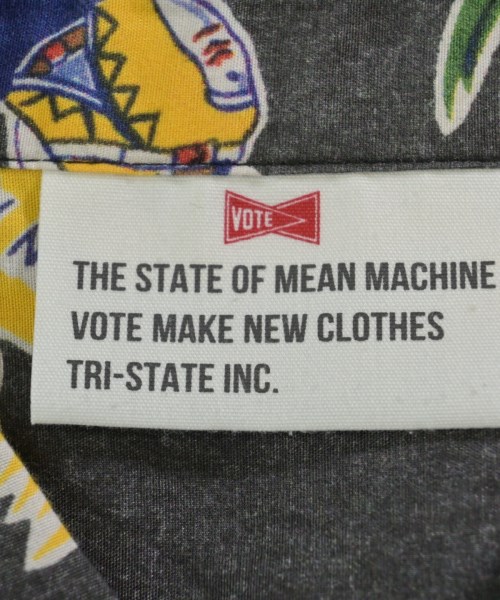 VOTE
THE STATE OF MEAN MACHINE
VOTE MAKE NEW CLOTHES
TRI-STATE INC.